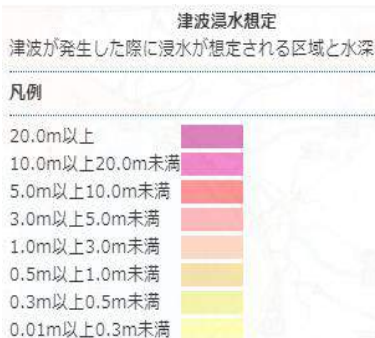 津波浸水想定
津波が発生した際に浸水が想定される区域と水深
凡例
20.0m以上
10.0m以上20.0m未満
5.0m以上10.0m未満
3.0m以上5.0m未満
1.0m以上3.0m未満
0.5m以上1.0m未満
0.3m以上0.5m未満
0.01m以上0.3m未満